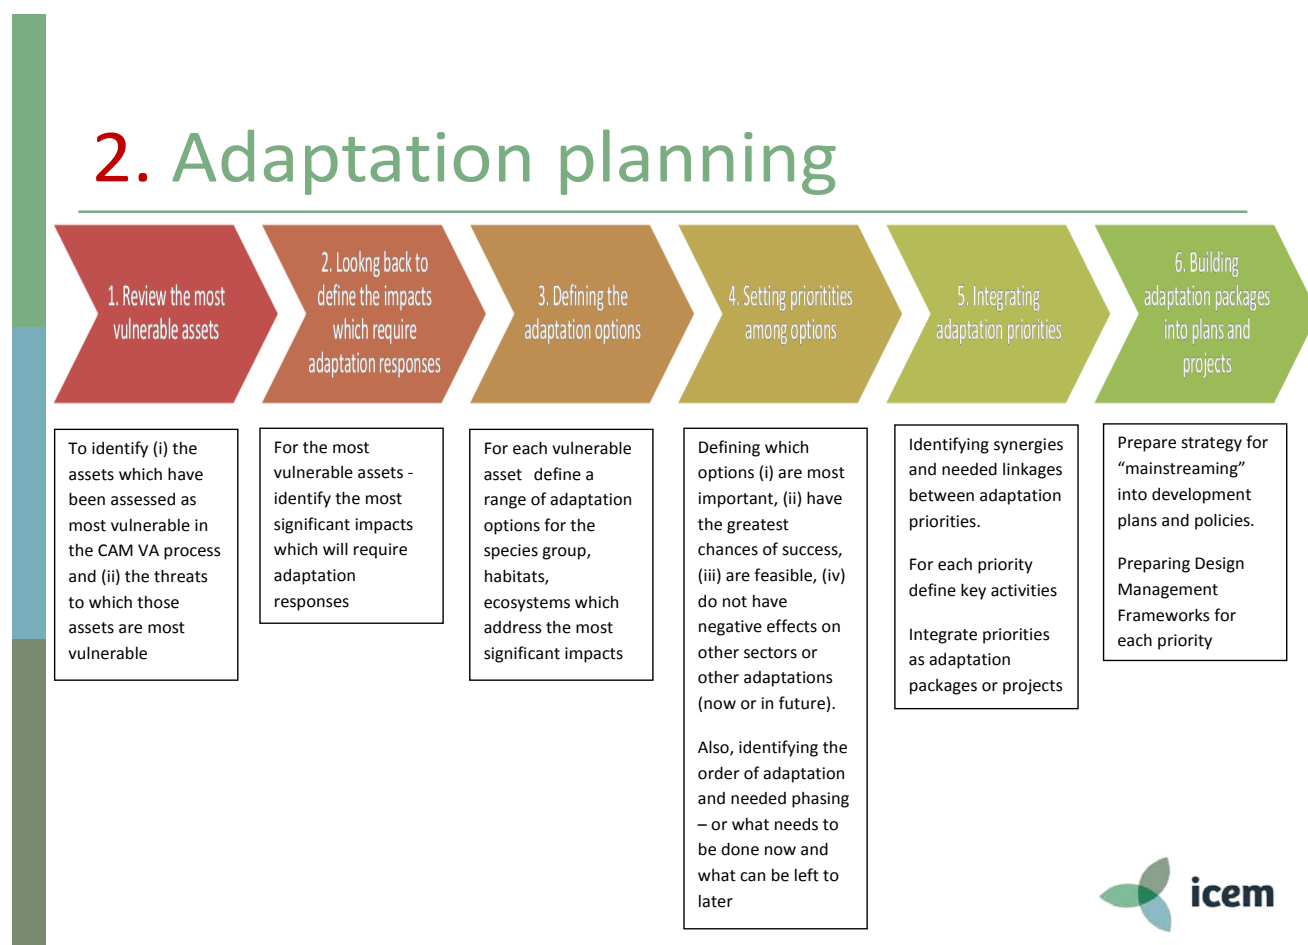 2. Adaptation planning
1. Review the most
vulnerable assets
2. Lookng back to
define the impacts
which require
adaptation responses
3. Defining the
adaptation options
4. Setting prioritities
among options
5. Integrating
adaptation priorities
6. Building
adaptation packages
into plans and
projects
To identify (i) the
assets which have
been assessed as
most vulnerable in
the CAM VA process
and (ii) the threats
to which those
assets are most
vulnerable
For the most
vulnerable assets -
identify the most
significant impacts
which will require
adaptation
responses
For each vulnerable
asset define a
range of adaptation
options for the
species group,
habitats,
ecosystems which
address the most
significant impacts
Defining which
options (i) are most
important, (ii) have
the greatest
chances of success,
(iii) are feasible, (iv)
do not have
negative effects on
other sectors or
other adaptations
(now or in future).
Also, identifying the
order of adaptation
and needed phasing
– or what needs to
be done now and
what can be left to
later
Identifying synergies
and needed linkages
between adaptation
priorities.
For each priority
define key activities
Integrate priorities
as adaptation
packages or projects
Prepare strategy for
“mainstreaming”
into development
plans and policies.
Preparing Design
Management
Frameworks for
each priority
icem